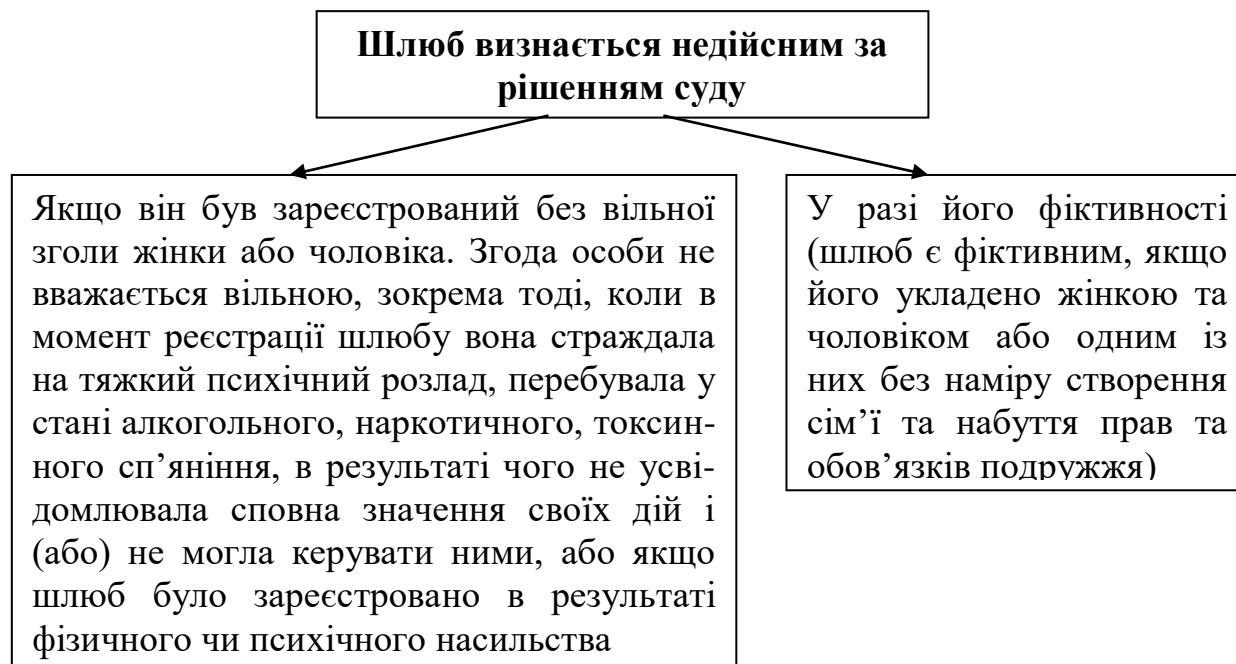 Шлюб визнається недійсним за
рішенням суду
Якщо він був зареєстрований без вільної
зголи жінки або чоловіка. Згода особи не
вважається вільною, зокрема тоді, коли в
момент реєстрації шлюбу вона страждала
на тяжкий психічний розлад, перебувала у
стані алкогольного, наркотичного, токсин-
ного сп’яніння, в результаті чого не усві-
домлювала сповна значення своїх дій і
(або) не могла керувати ними, або якщо
шлюб було зареєстровано в результаті
фізичного чи психічного насильства
У разі його фіктивності
(шлюб є фіктивним, якщо
його укладено жінкою та
чоловіком або одним із
них без наміру створення
сім’ї та набуття прав та
обов’язків подружжя)